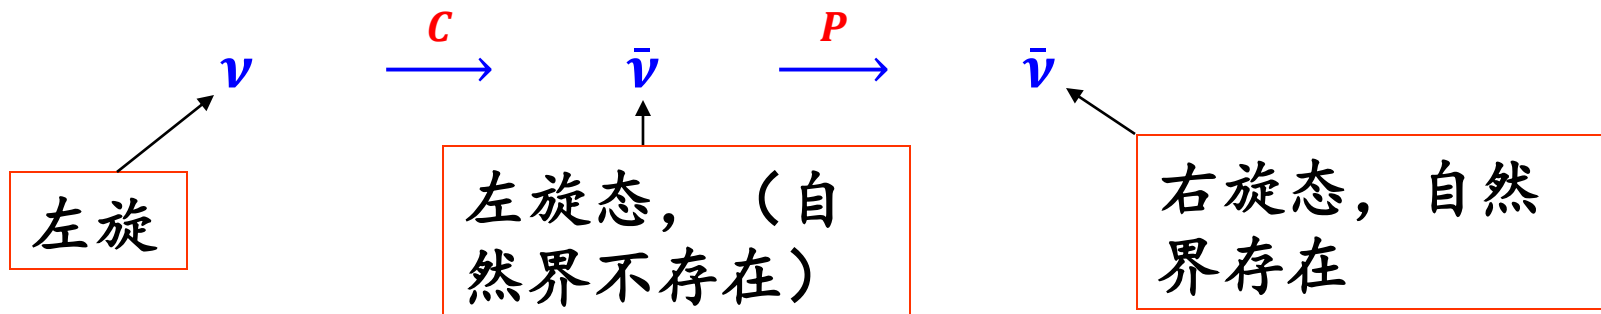 C P
ν ν̄ ν̄
左旋
左旋态，（自
然界不存在）
右旋态，自然
界存在